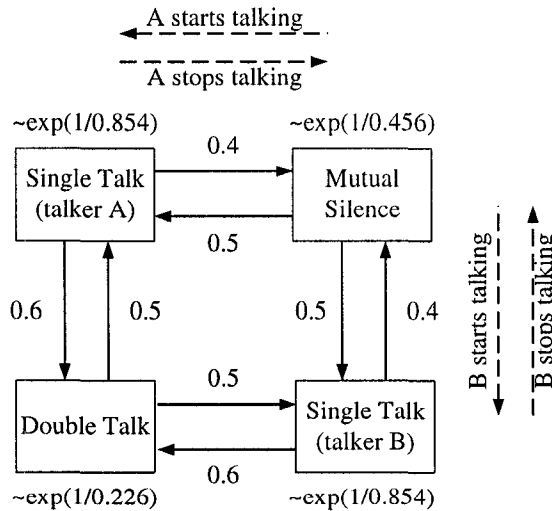 A starts talking
A stops talking
~exp(1/0.854)
~exp(1/0.456)
0.4
Single Talk
(talker A)
Mutual
Silence
0.5
0.6
0.5
0.5
0.4
B starts talking
B stops talking
0.5
Double Talk
Single Talk
(talker B)
0.6
~exp(1/0.226)
~exp(1/0.854)